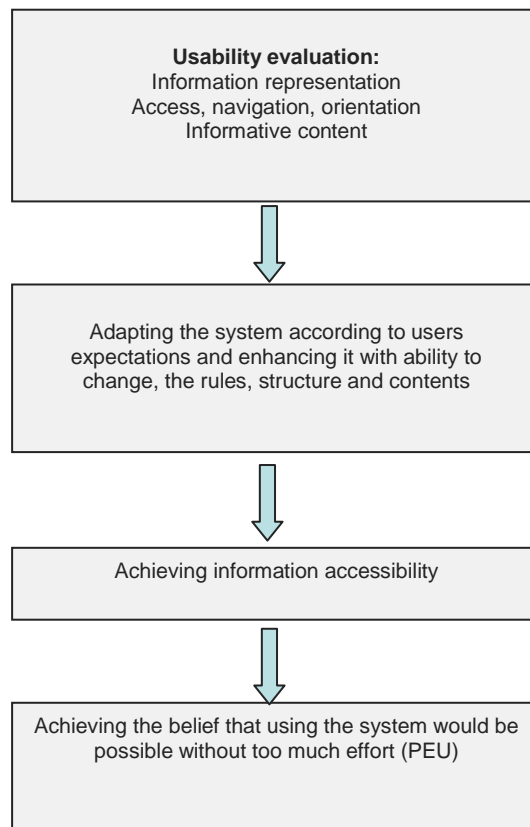 Usability evaluation:
Information representation
Access, navigation, orientation
Informative content
Adapting the system according to users
expectations and enhancing it with ability to
change, the rules, structure and contents
Achieving information accessibility
Achieving the belief that using the system would be
possible without too much effort (PEU)